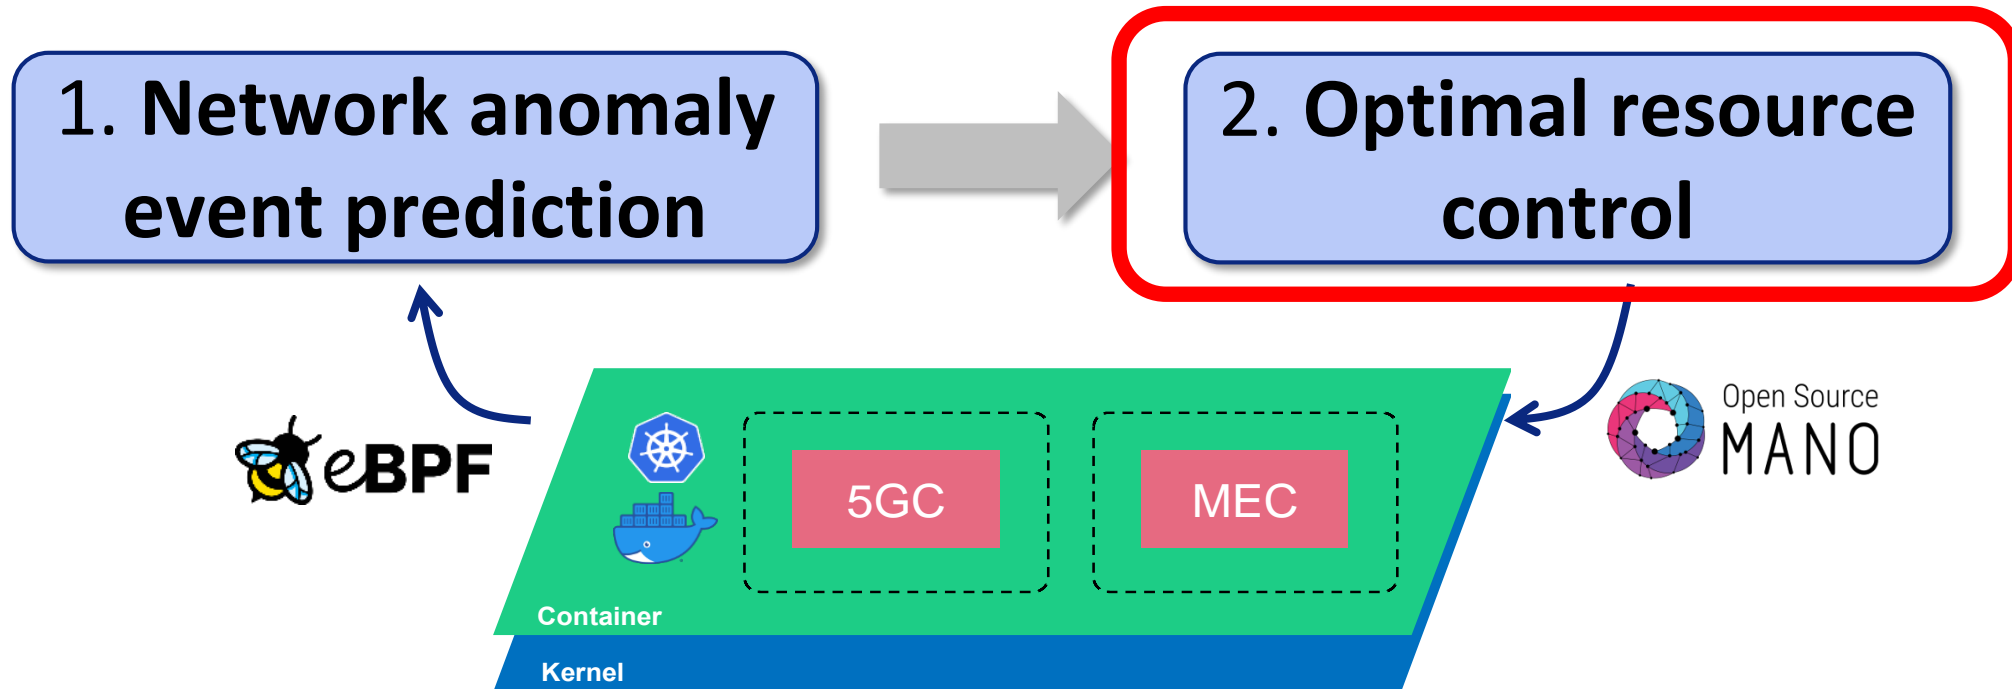 1. Network anomaly
event prediction
2. Optimal resource
control
eBPF
Open Source
MANO
5GC
MEC
Container
Kernel